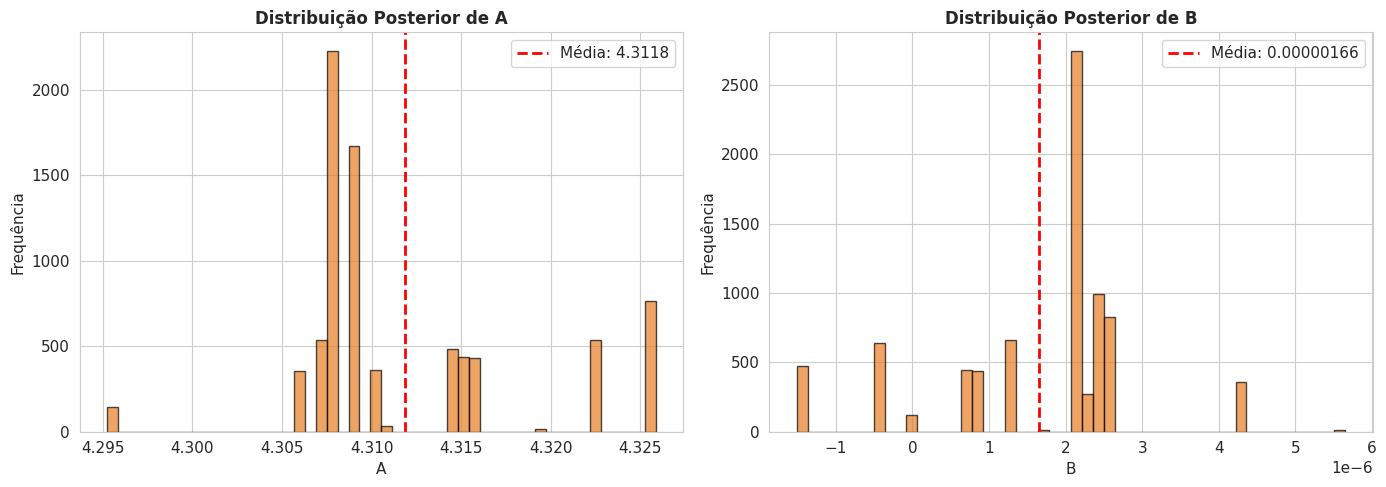 Distribuição Posterior de A
Média: 4.3118
Frequência
2000
1500
1000
500
0
4.295 4.300 4.305 4.310 4.315 4.320 4.325
A
Distribuição Posterior de B
Média: 0.00000166
Frequência
2500
2000
1500
1000
500
0
−1 0 1 2 3 4 5 6
1e−6
B